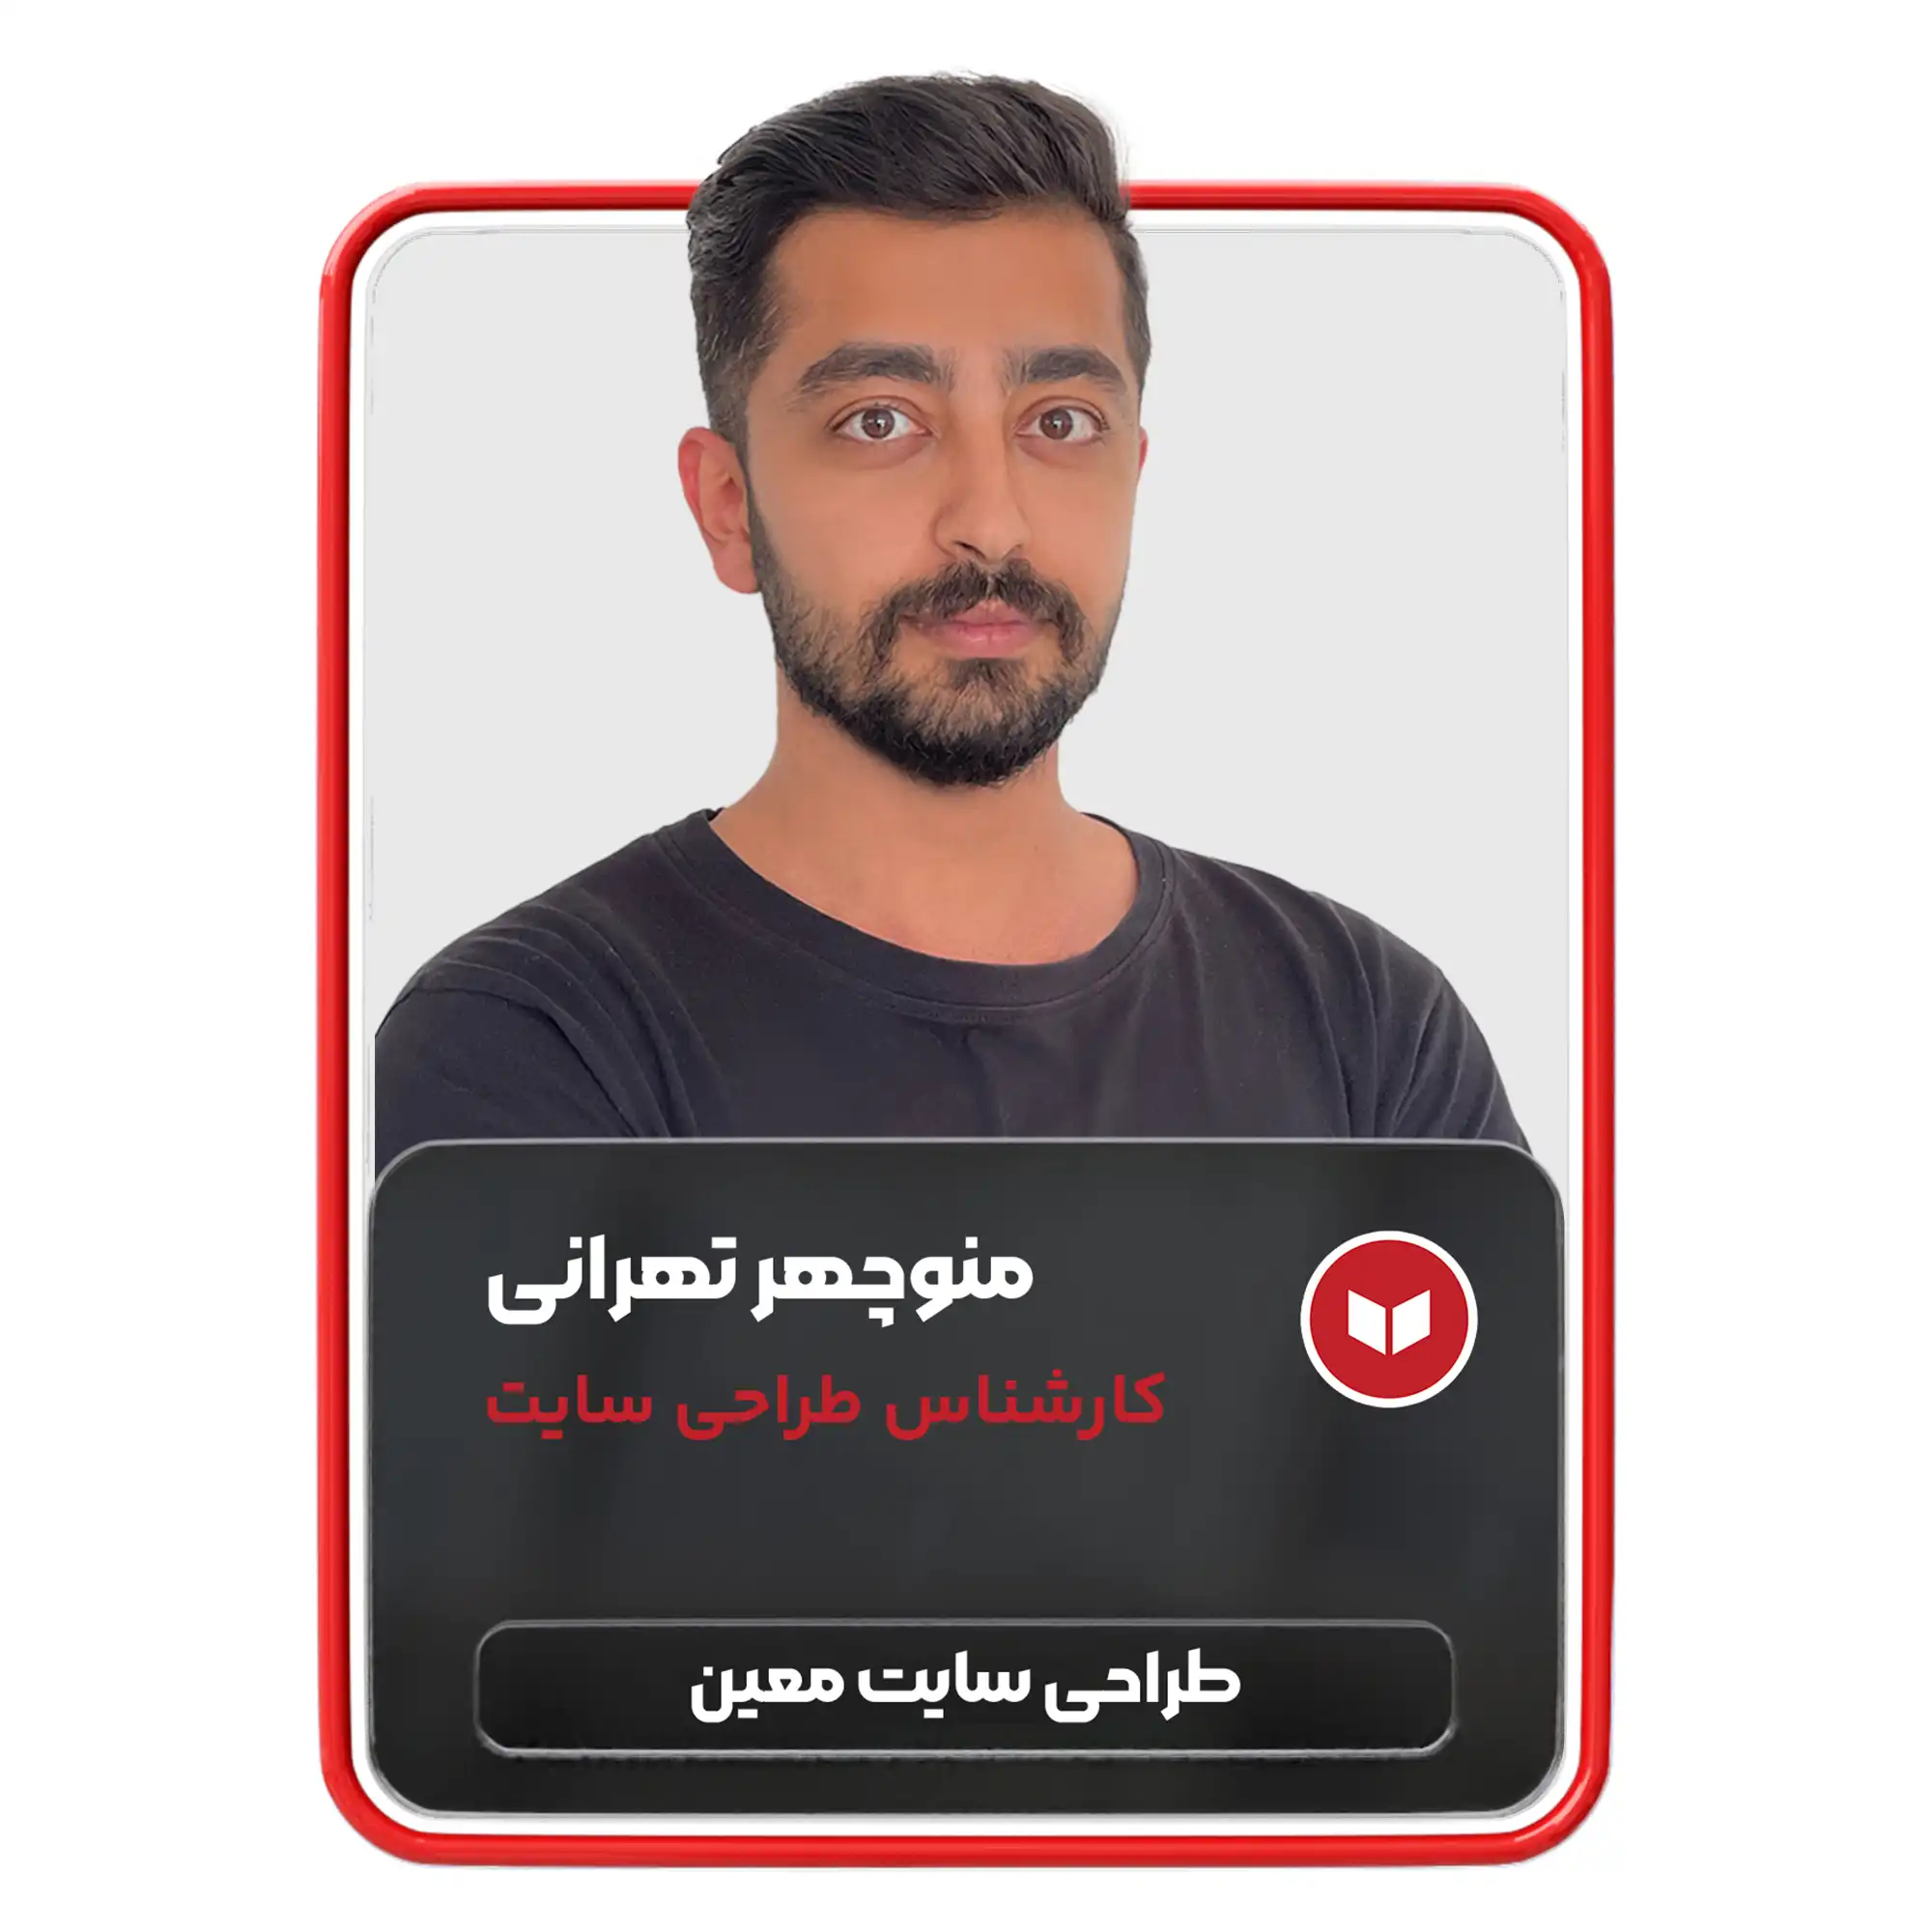 منوچهر تهرانی
کارشناس طراحی سایت
طراحی سایت معین